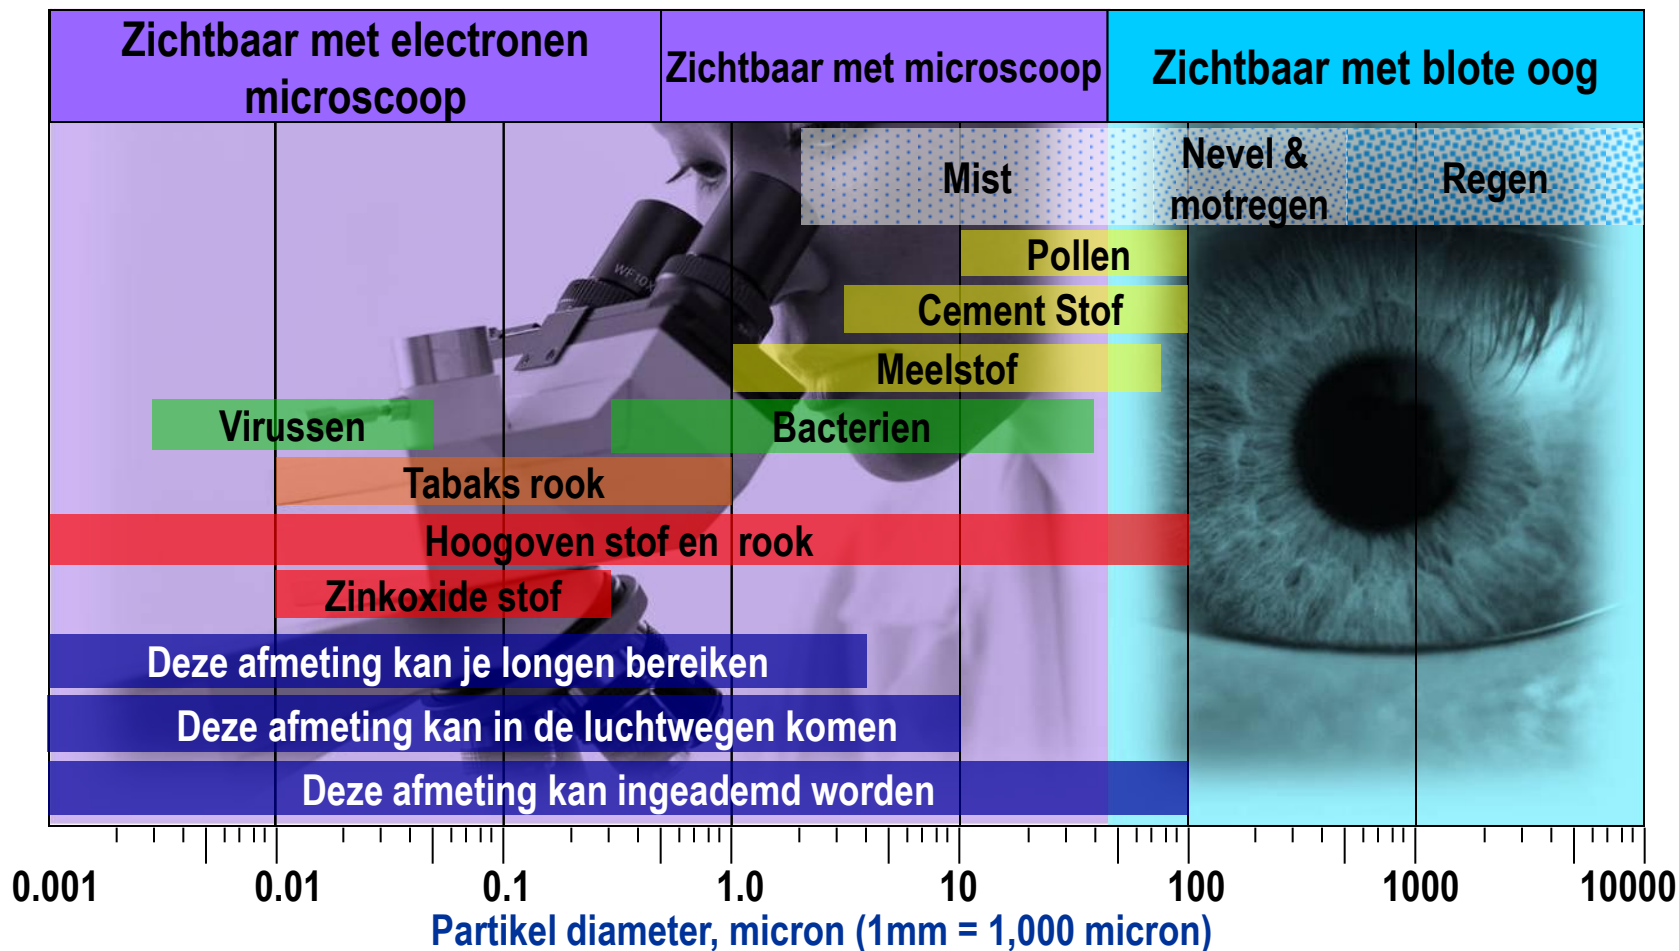 Zichtbaar met electronen
microscoop
Zichtbaar met microscoop
Zichtbaar met blote oog
Mist
Nevel &
motregen
Regen
Pollen
WF10X
Cement Stof
Meelstof
Virussen
Bacterien
Tabaks rook
Hoogoven stof en rook
Zinkoxide stof
Deze afmeting kan je longen bereiken
Deze afmeting kan in de luchtwegen komen
Deze afmeting kan ingeademd worden
0.001 0.01 0.1 1.0 10 100 1000 10000
Partikel diameter, micron (1mm = 1,000 micron)